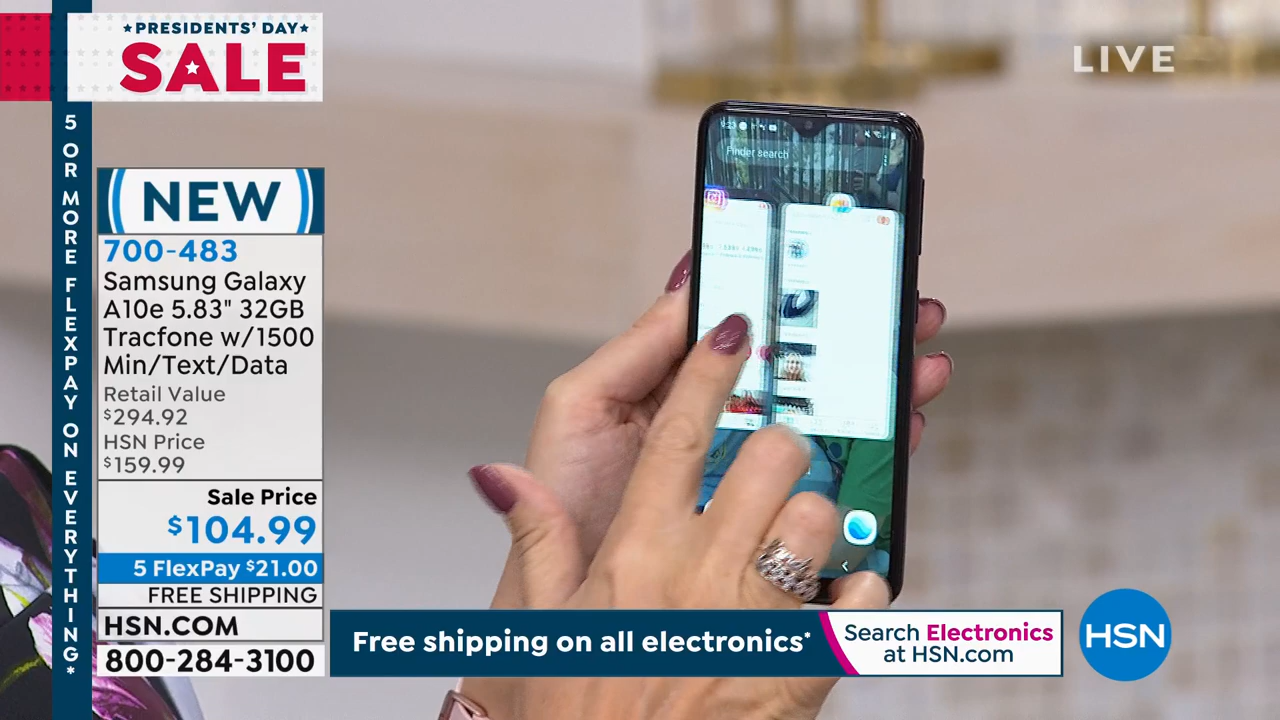 ★PRESIDENTS' DAY★
SALE
LIVE
5 OR MORE FLEXPAY ON EVERYTHING*
NEW
700-483
Samsung Galaxy
A10e 5.83" 32GB
Tracfone w/1500
Min/Text/Data
Retail Value
$294.92
HSN Price
$159.99
Sale Price
$104.99
5 FlexPay $21.00
FREE SHIPPING
HSN.COM
800-284-3100
9:23
Finder search
Free shipping on all electronics*
Search Electronics
at HSN.com
HSN